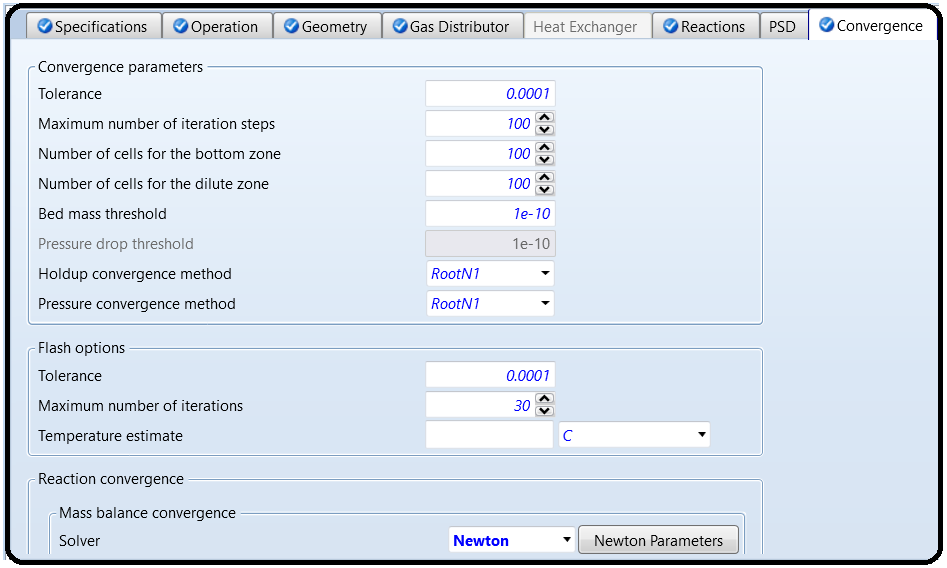 Specifications Operation Geometry Gas Distributor Heat Exchanger Reactions PSD Convergence
Convergence parameters
Tolerance 0.0001
Maximum number of iteration steps 100
Number of cells for the bottom zone 100
Number of cells for the dilute zone 100
Bed mass threshold 1e-10
Pressure drop threshold 1e-10
Holdup convergence method RootN1
Pressure convergence method RootN1
Flash options
Tolerance 0.0001
Maximum number of iterations 30
Temperature estimate C
Reaction convergence
Mass balance convergence
Solver Newton Newton Parameters